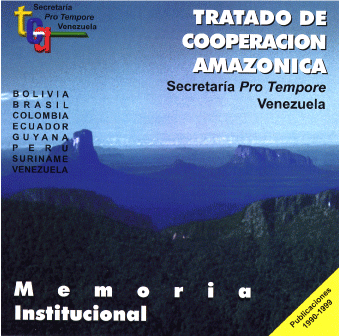 tca
Secretaría
Pro Tempore
Venezuela
TRATADO DE
COOPERACION
AMAZONICA
Secretaría Pro Tempore
Venezuela
BOLIVIA
BRASIL
COLOMBIA
ECUADOR
GUYANA
PERU
SURINAME
VENEZUELA
Memoria
Institucional
Publicaciones
1990-1999